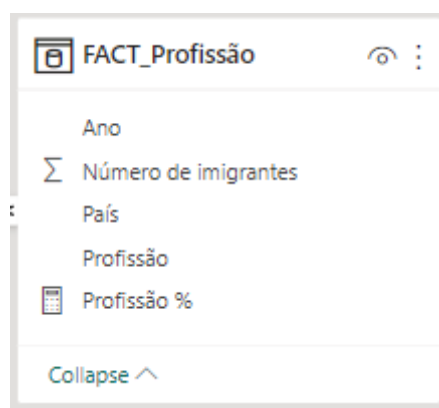 FACT_Profissão
Ano
Número de imigrantes
País
Profissão
Profissão %
Collapse